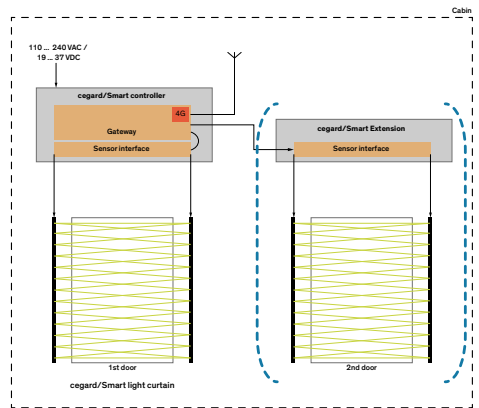 Cabin
110 ... 240 VAC /
19 ... 37 VDC
cegard/Smart controller
4G
Gateway
Sensor interface
cegard/Smart Extension
Sensor interface
1st door
2nd door
cegard/Smart light curtain